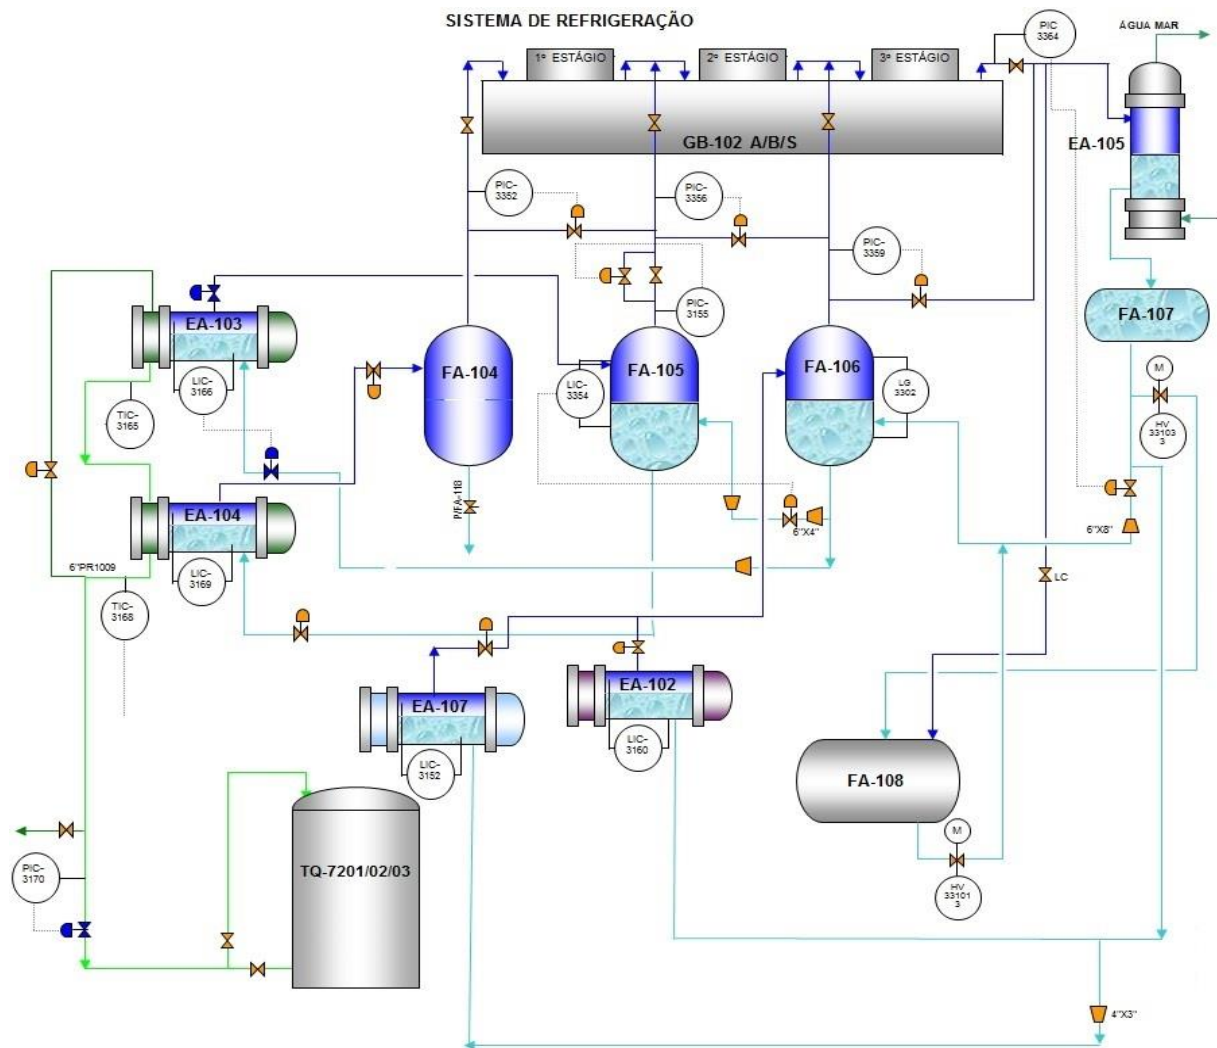 SISTEMA DE REFRIGERAÇÃO
ÁGUA MAR
PIC
3364
1º ESTÁGIO
2º ESTÁGIO
3º ESTÁGIO
GB-102 A/B/S
EA-105
PIC-
3352
PIC-
3356
PIC-
3359
PIC-
3155
FA-107
EA-103
LIC-
3166
TIC-
3165
FA-104
FA-105
LIC-
3354
FA-106
LG
3302
M
HV
33103
3
P/FA-118
EA-104
LIC-
3169
6"X4"
6"X8"
6"PR1009
TIC-
3168
LC
EA-107
LIC-
3152
EA-102
LIC-
3160
FA-108
M
HV
33101
3
TQ-7201/02/03
PIC-
3170
4"X3"